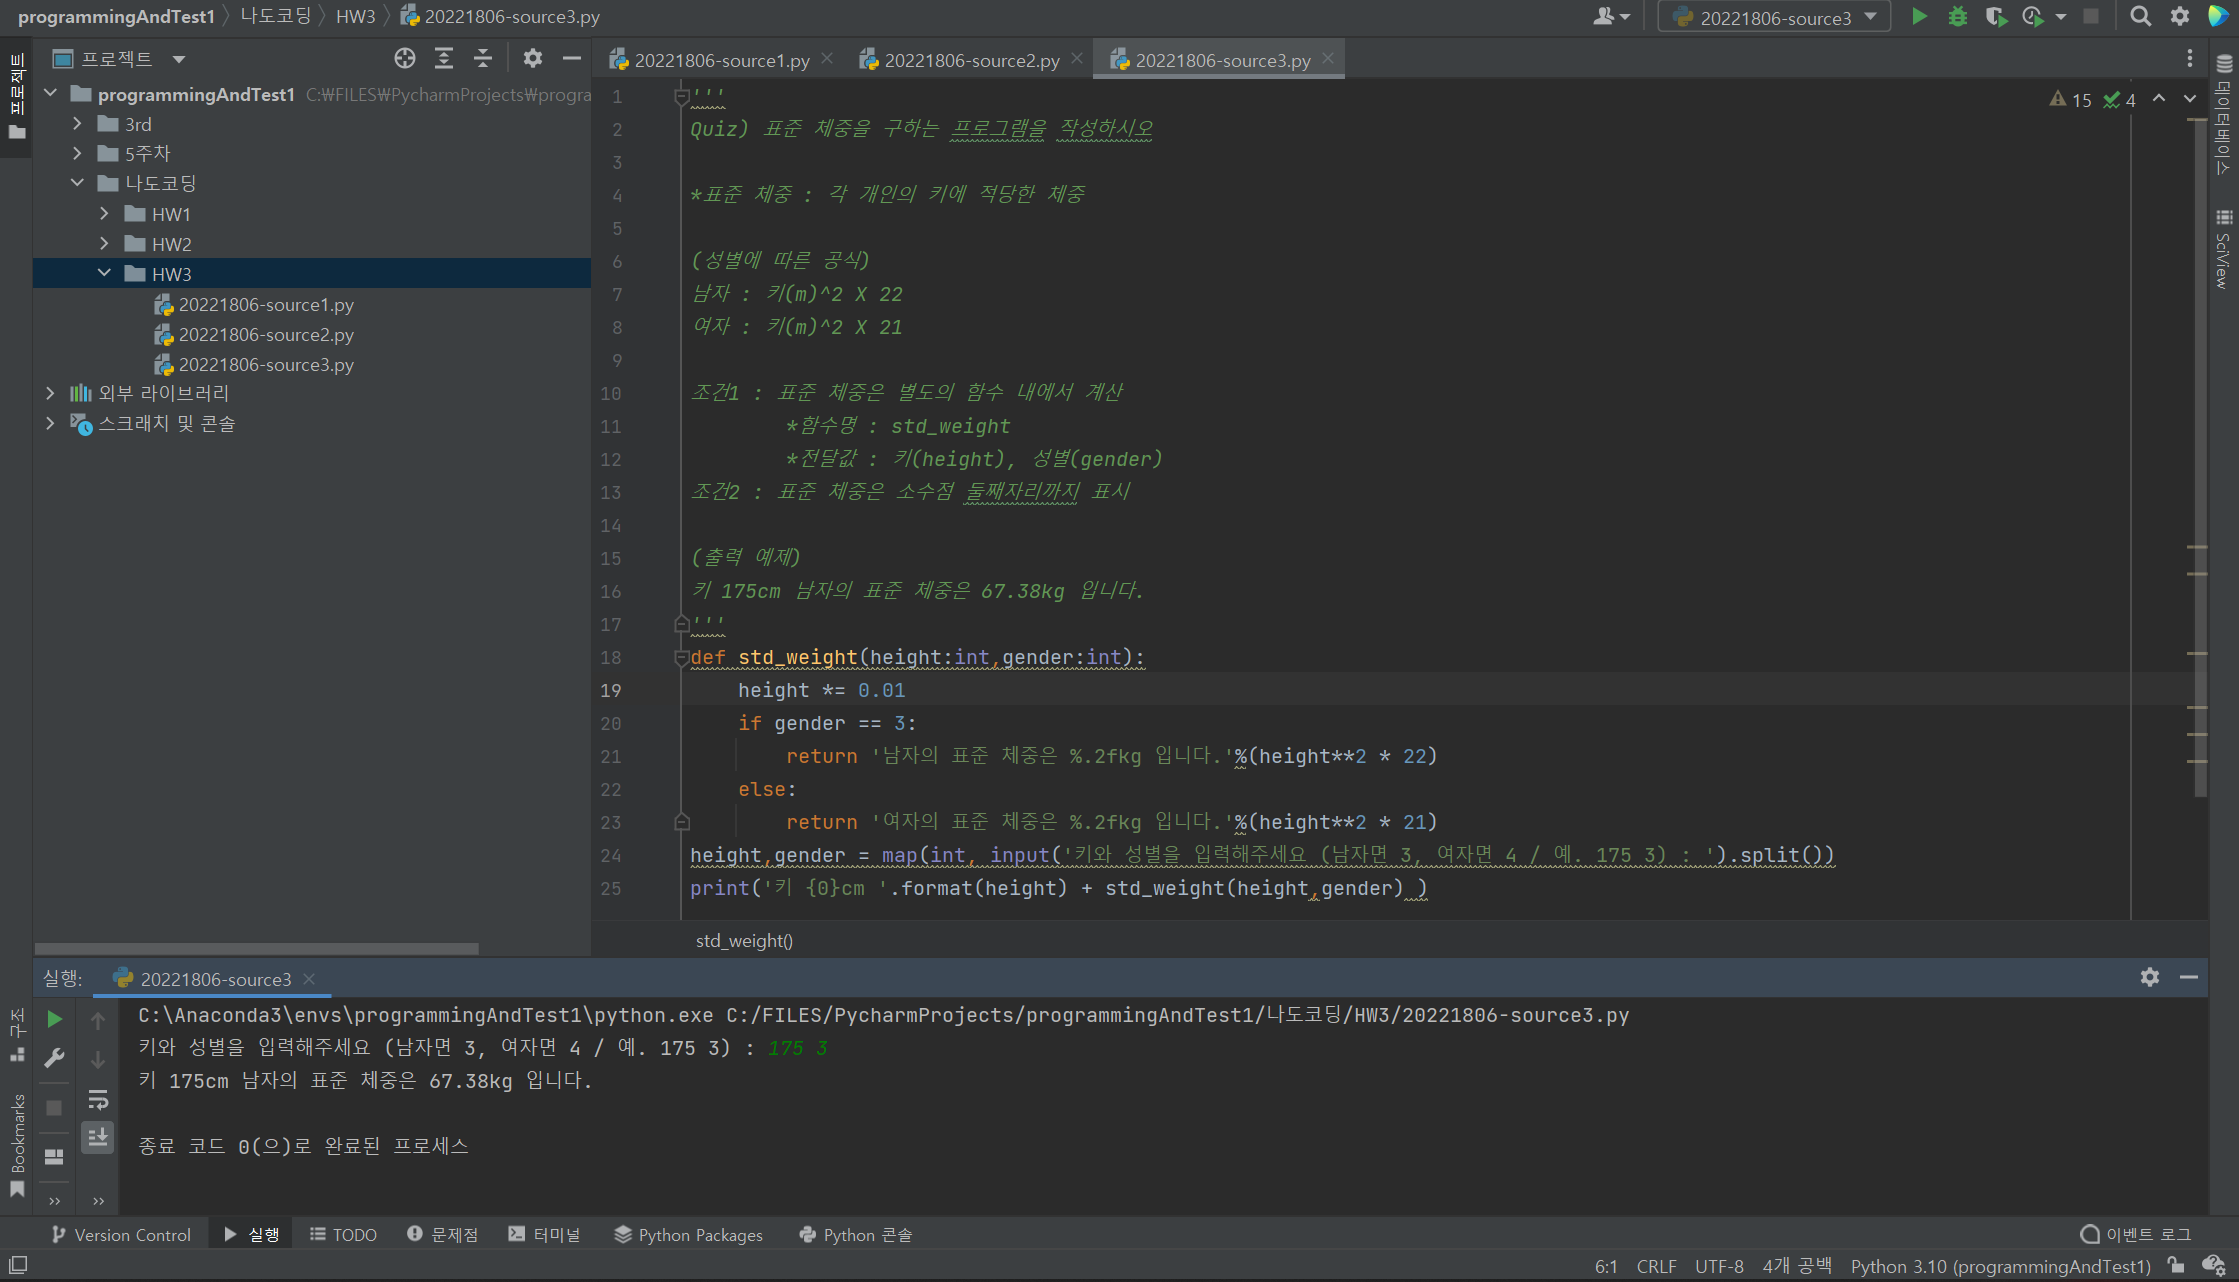 programmingAndTest1 나도코딩 HW3 20221806-source3.py
20221806-source3
프로젝트
20221806-source1.py 20221806-source2.py 20221806-source3.py
프로젝트
programmingAndTest1 C:₩FILES₩PycharmProjects₩progra
3rd
5주차
나도코딩
HW1
HW2
HW3
20221806-source1.py
20221806-source2.py
20221806-source3.py
외부 라이브러리
스크래치 및 콘솔
15 4
1 '''
2 Quiz) 표준 체중을 구하는 프로그램을 작성하시오
3
4 *표준 체중 : 각 개인의 키에 적당한 체중
5
6 (성별에 따른 공식)
7 남자 : 키(m)^2 X 22
8 여자 : 키(m)^2 X 21
9
10 조건1 : 표준 체중은 별도의 함수 내에서 계산
11 *함수명 : std_weight
12 *전달값 : 키(height), 성별(gender)
13 조건2 : 표준 체중은 소수점 둘째자리까지 표시
14
15 (출력 예제)
16 키 175cm 남자의 표준 체중은 67.38kg 입니다.
17 '''
18 def std_weight(height:int,gender:int):
19 height *= 0.01
20 if gender == 3:
21 return '남자의 표준 체중은 %.2fkg 입니다.'%(height**2 * 22)
22 else:
23 return '여자의 표준 체중은 %.2fkg 입니다.'%(height**2 * 21)
24 height,gender = map(int, input('키와 성별을 입력해주세요 (남자면 3, 여자면 4 / 예. 175 3) : ').split())
25 print('키 {0}cm '.format(height) + std_weight(height,gender) )
std_weight()
데이터베이스
SciView
실행: 20221806-source3
C:\Anaconda3\envs\programmingAndTest1\python.exe C:/FILES/PycharmProjects/programmingAndTest1/나도코딩/HW3/20221806-source3.py
키와 성별을 입력해주세요 (남자면 3, 여자면 4 / 예. 175 3) : 175 3
키 175cm 남자의 표준 체중은 67.38kg 입니다.
종료 코드 0(으)로 완료된 프로세스
구조
Bookmarks
Version Control 실행 TODO 문제점 터미널 Python Packages Python 콘솔 이벤트 로그
6:1 CRLF UTF-8 4개 공백 Python 3.10 (programmingAndTest1)